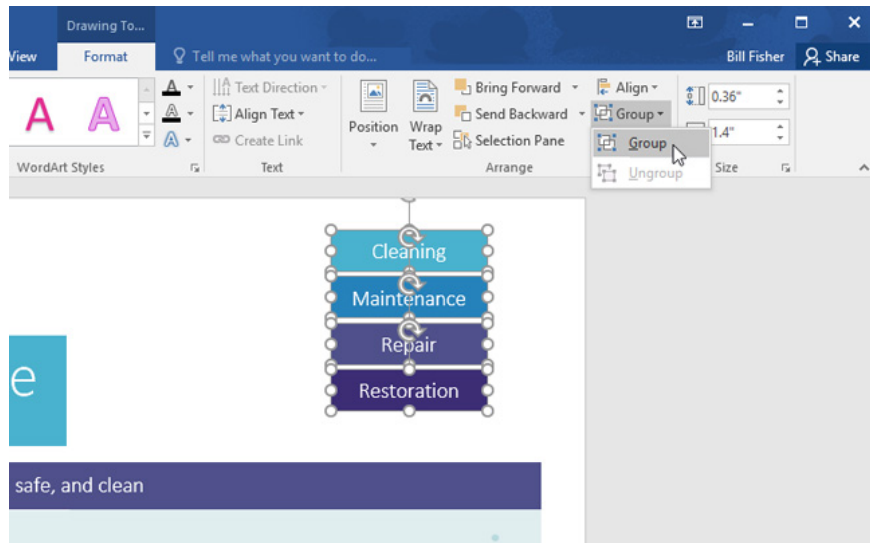 Drawing To...
View Format Tell me what you want to do... Bill Fisher Share
Text Direction Bring Forward Align 0.36"
Align Text Position Wrap Text Send Backward Group 1.4"
Create Link Selection Pane Group
WordArt Styles Text Arrange Ungroup Size
Cleaning
Maintenance
Repair
Restoration
e
safe, and clean